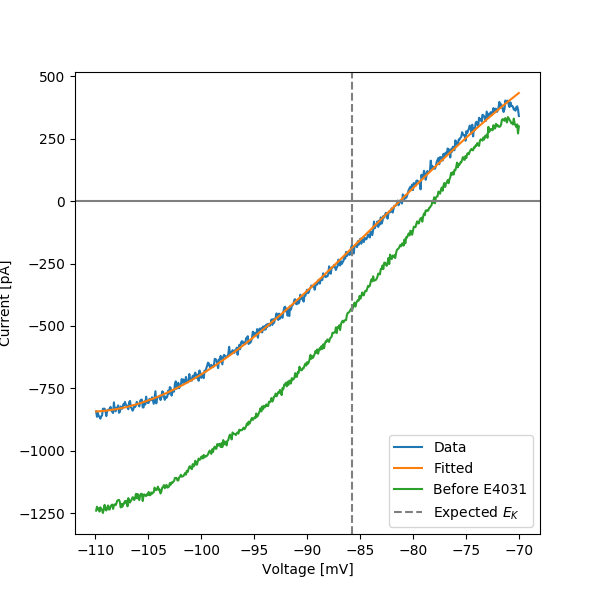 500
250
0
−250
−500
−750
−1000
−1250
Current [pA]
−110
−105
−100
−95
−90
−85
−80
−75
−70
Voltage [mV]
Data
Fitted
Before E4031
Expected E_K